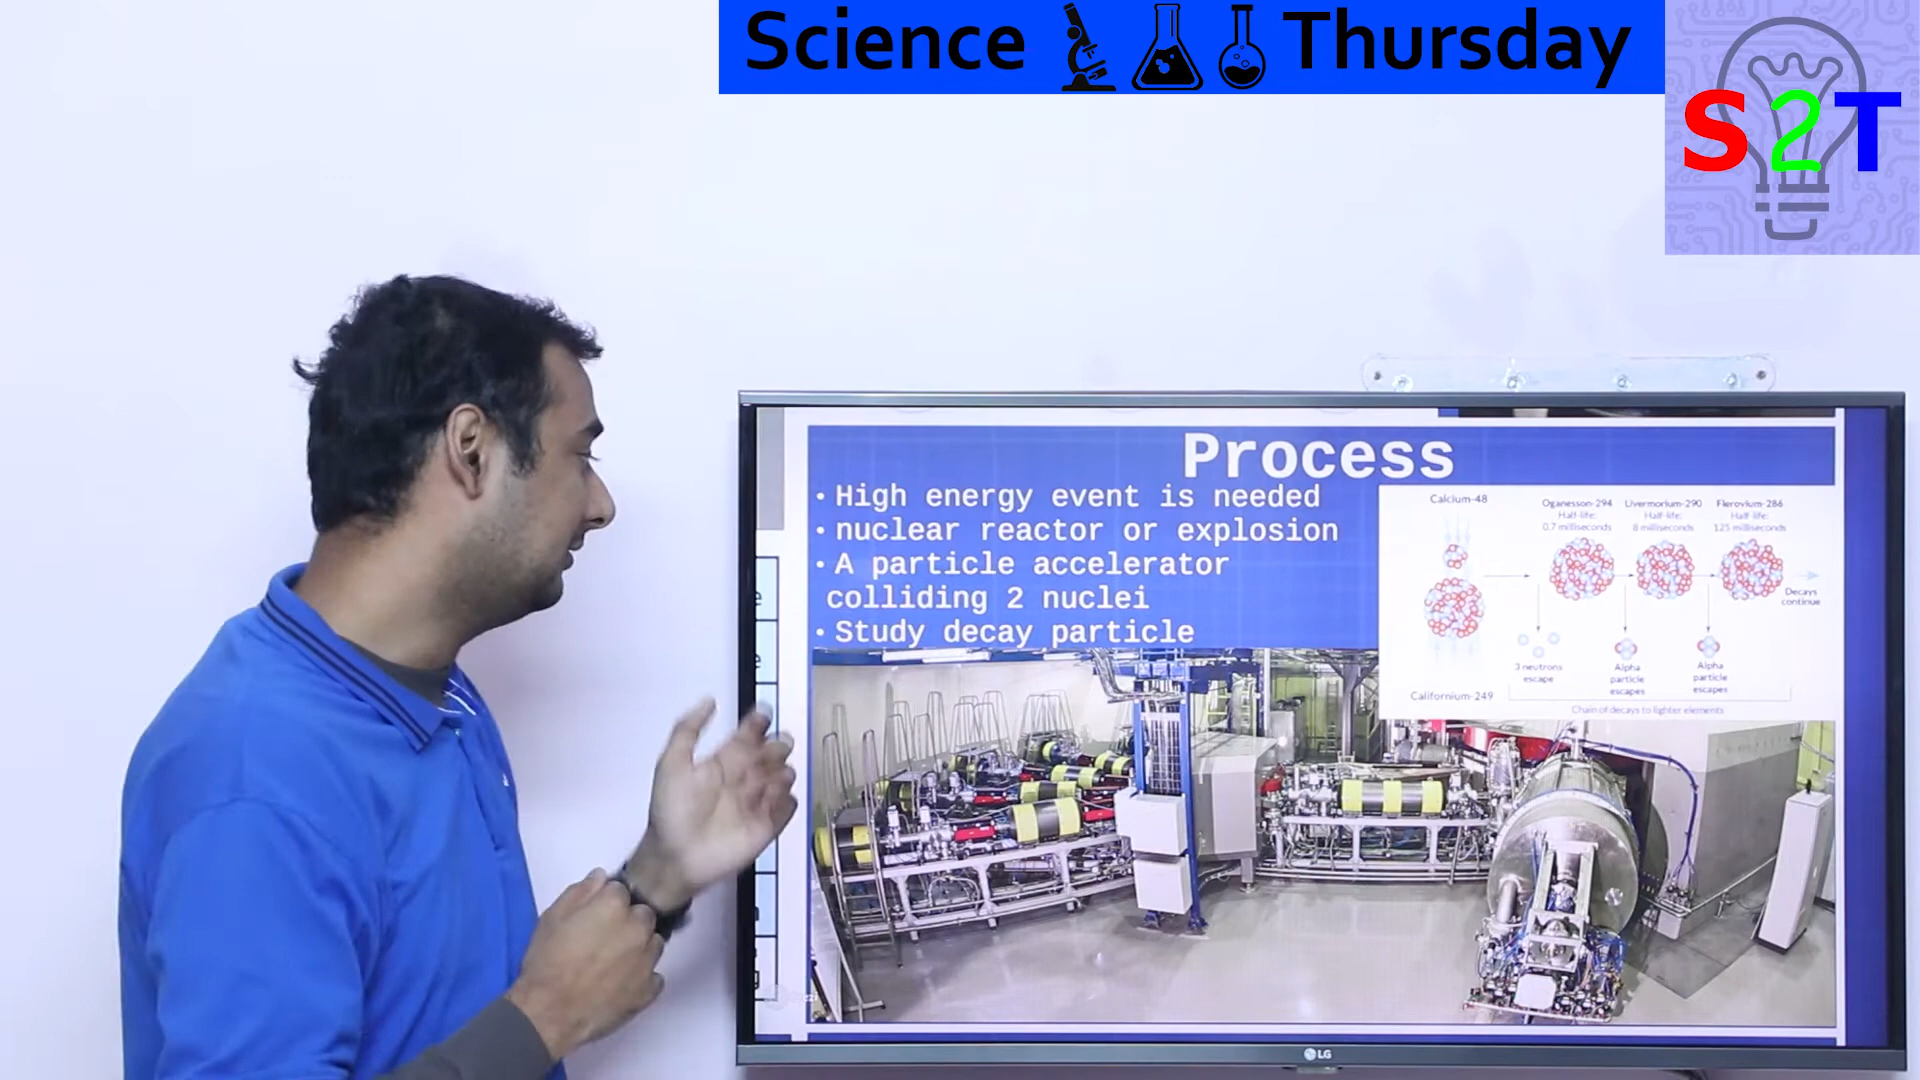 Science Thursday
S2T
Process
• High energy event is needed
• nuclear reactor or explosion
• A particle accelerator
colliding 2 nuclei
• Study decay particle
Calcium-48
Oganesson-294
Half-life:
0.7 milliseconds
Livermorium-290
Half-life:
8 milliseconds
Flerovium-286
Half-life:
125 milliseconds
Decays
continue
3 neutrons
escape
Alpha
particle
escapes
Alpha
particle
escapes
Californium-249
Chain of decays to lighter elements
LG